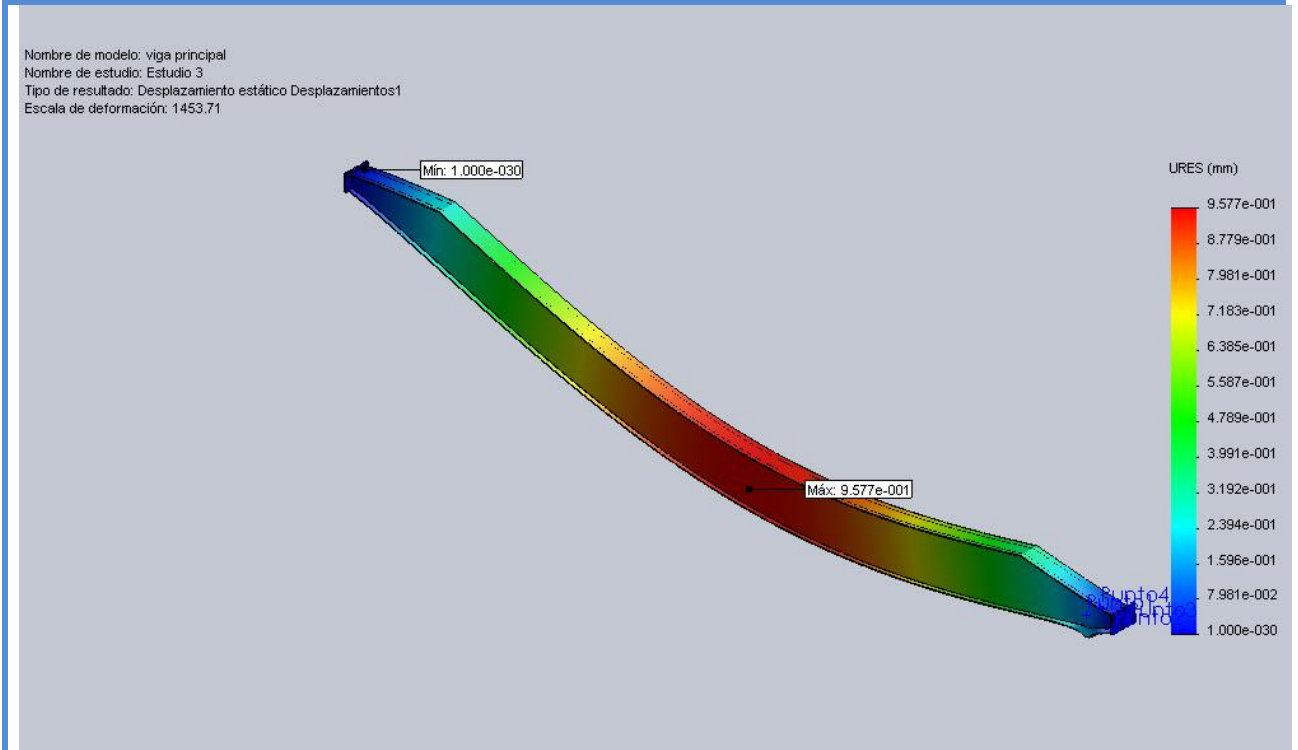 Nombre de modelo: viga principal
Nombre de estudio: Estudio 3
Tipo de resultado: Desplazamiento estático Desplazamientos1
Escala de deformación: 1453.71
Mín: 1.000e-030
URES (mm)
9.577e-001
8.779e-001
7.981e-001
7.183e-001
6.385e-001
5.587e-001
4.789e-001
3.991e-001
3.192e-001
2.394e-001
1.596e-001
7.981e-002
1.000e-030
Máx: 9.577e-001
Punto4